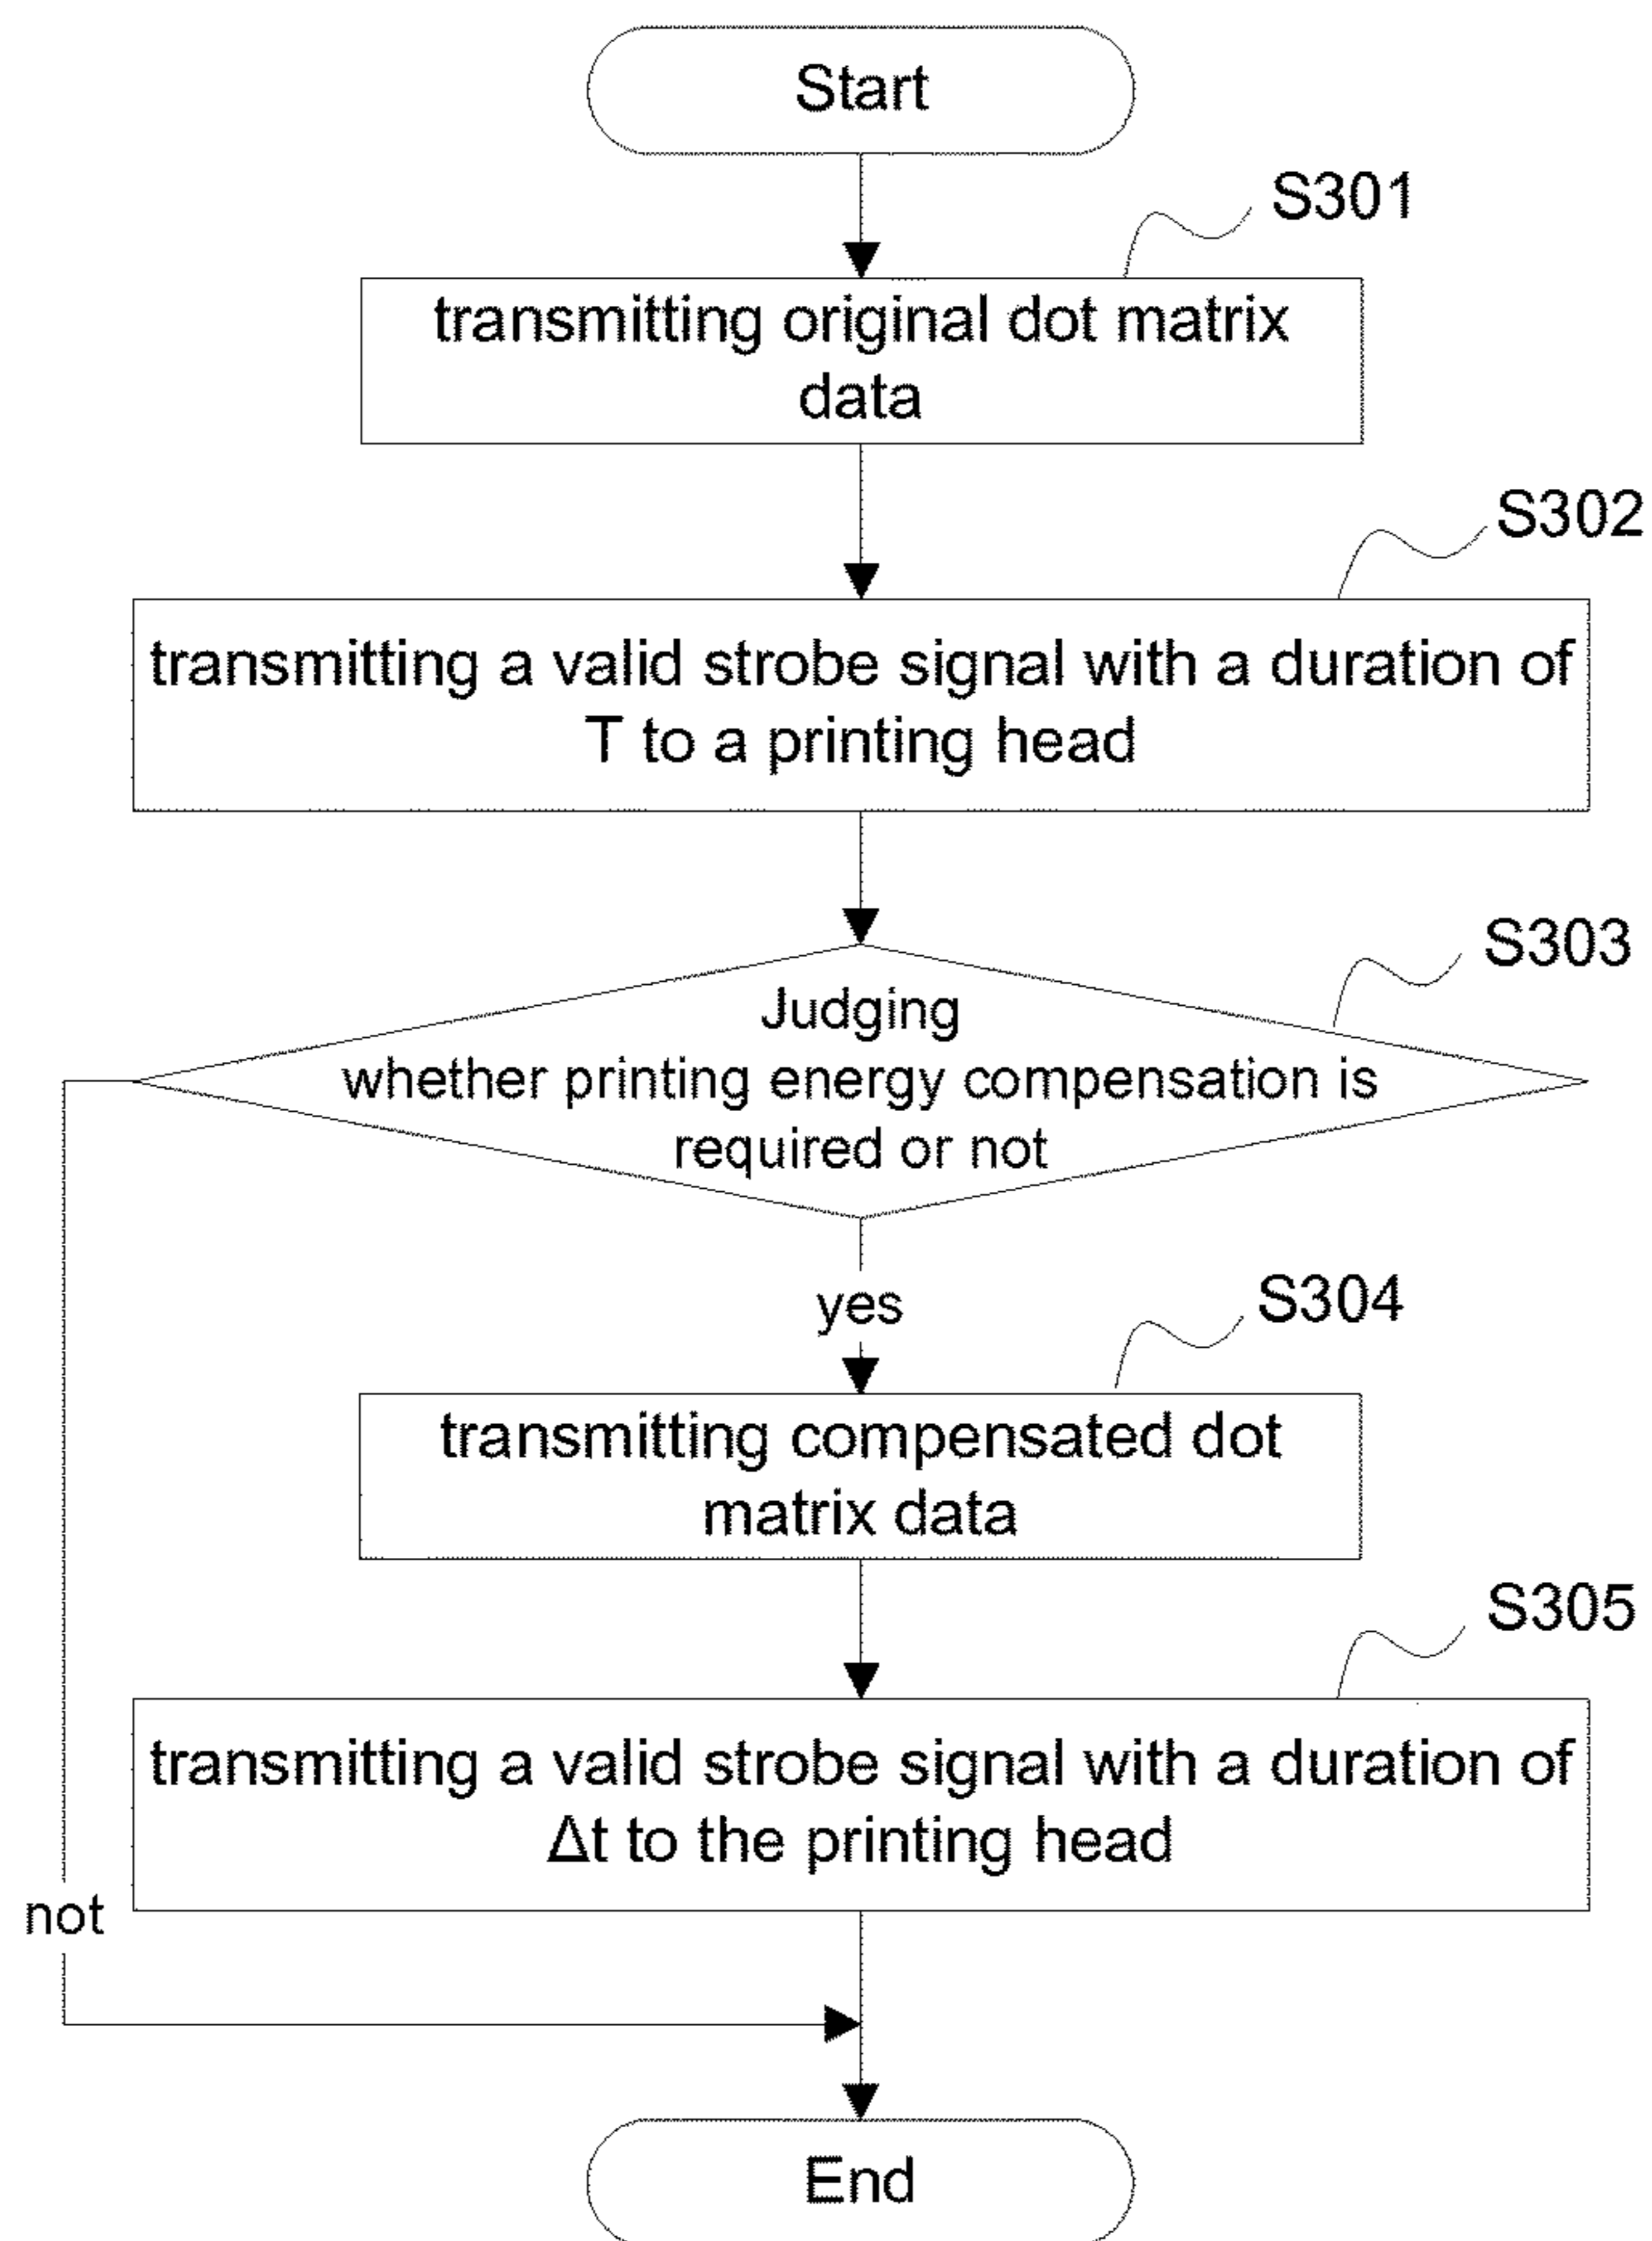 Start
S301
transmitting original dot matrix
data
S302
transmitting a valid strobe signal with a duration of
T to a printing head
S303
Judging
whether printing energy compensation is
required or not
yes
S304
transmitting compensated dot
matrix data
S305
transmitting a valid strobe signal with a duration of
Δt to the printing head
not
End